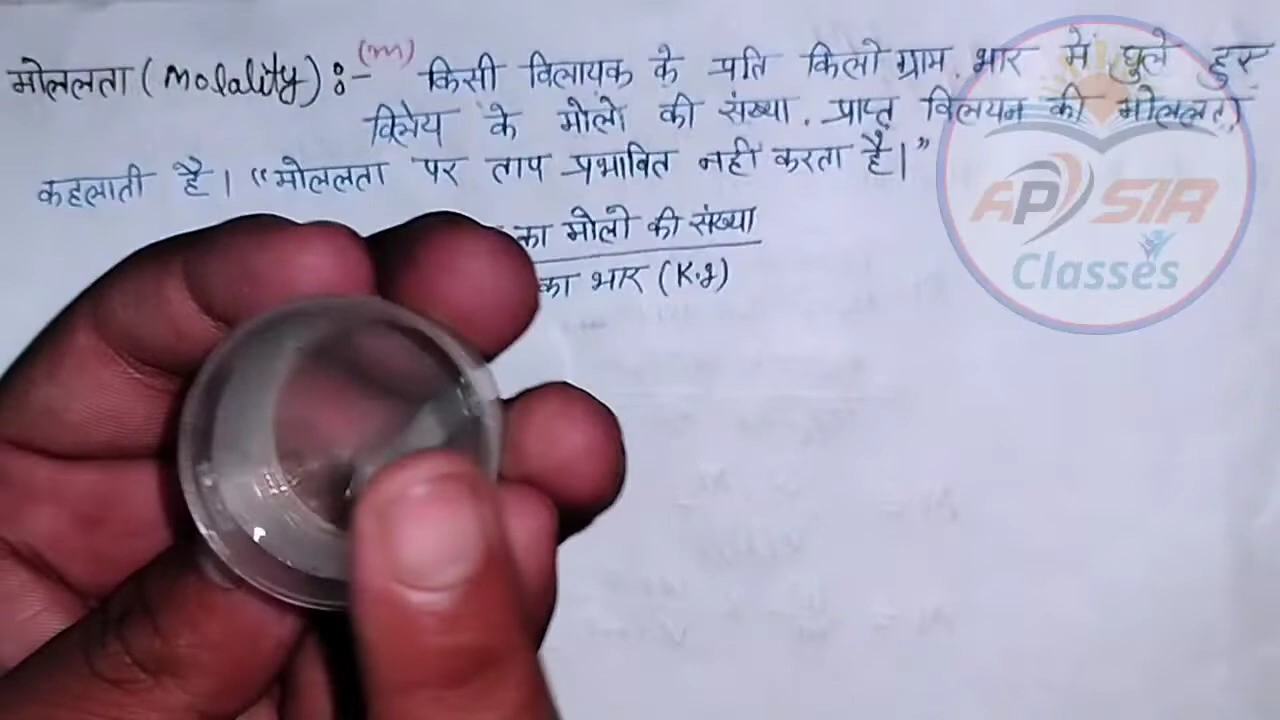 मोललता (Molality) :- (m) किसी विलायक के प्रति किलो ग्राम भार में घुले हुए
विलेय के मोलो की संख्या, प्राप्त विलयन की मोललता
कहलाती है। "मोललता पर ताप प्रभावित नही करता है।"
का मोलो की संख्या
का भार (K.g)
AP SIR
Classes